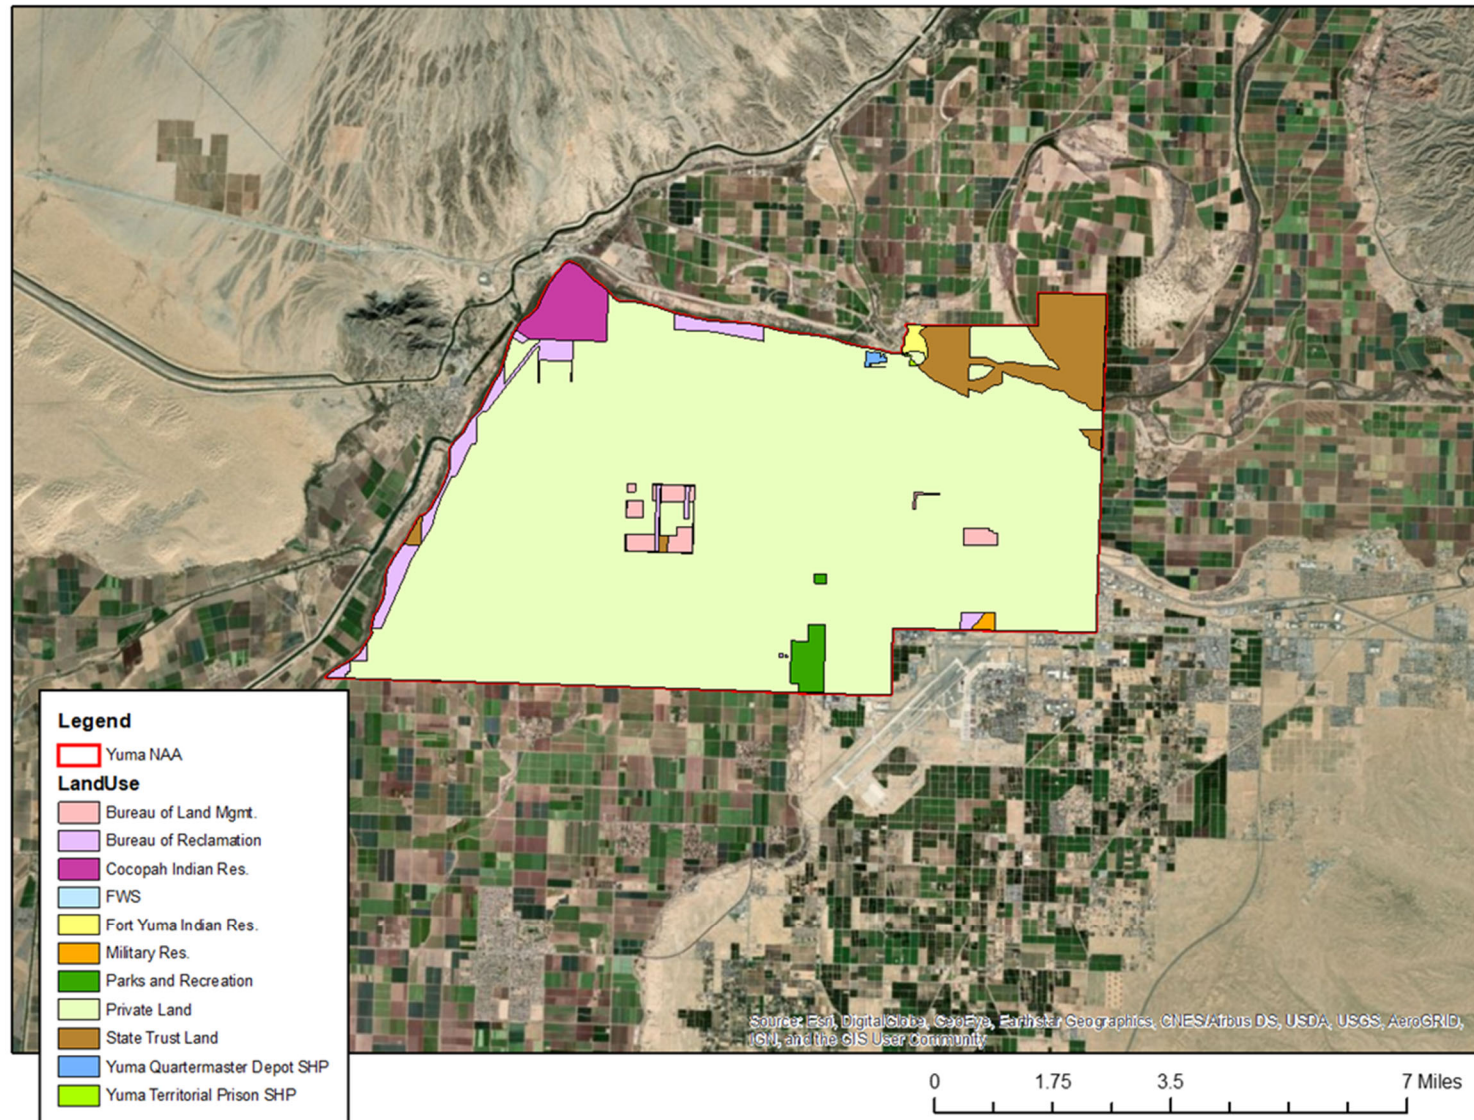 Legend
Yuma NAA
LandUse
Bureau of Land Mgmt.
Bureau of Reclamation
Cocopah Indian Res.
FWS
Fort Yuma Indian Res.
Military Res.
Parks and Recreation
Private Land
State Trust Land
Yuma Quartermaster Depot SHP
Yuma Territorial Prison SHP
Source: Esri, DigitalGlobe, GeoEye, Earthstar Geographics, CNES/Airbus DS, USDA, USGS, AeroGRID,
IGN, and the GIS User Community
0 1.75 3.5 7 Miles